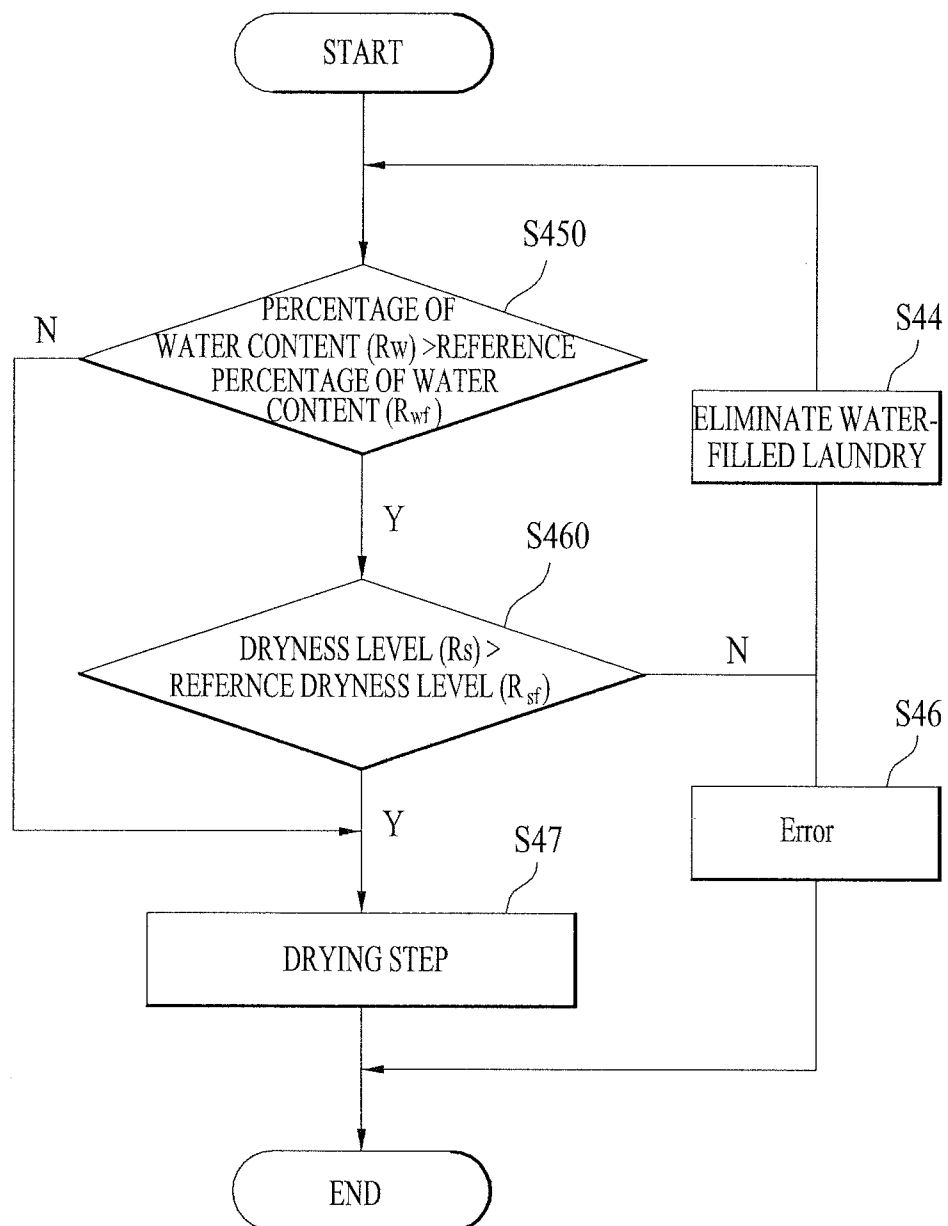 START
S450
N
PERCENTAGE OF
WATER CONTENT (Rw) >REFERENCE
PERCENTAGE OF WATER
CONTENT (Rwf)
S44
ELIMINATE WATER-
FILLED LAUNDRY
Y
S460
DRYNESS LEVEL (Rs) >
REFERNCE DRYNESS LEVEL (Rsf)
N
S46
Error
Y
S47
DRYING STEP
END